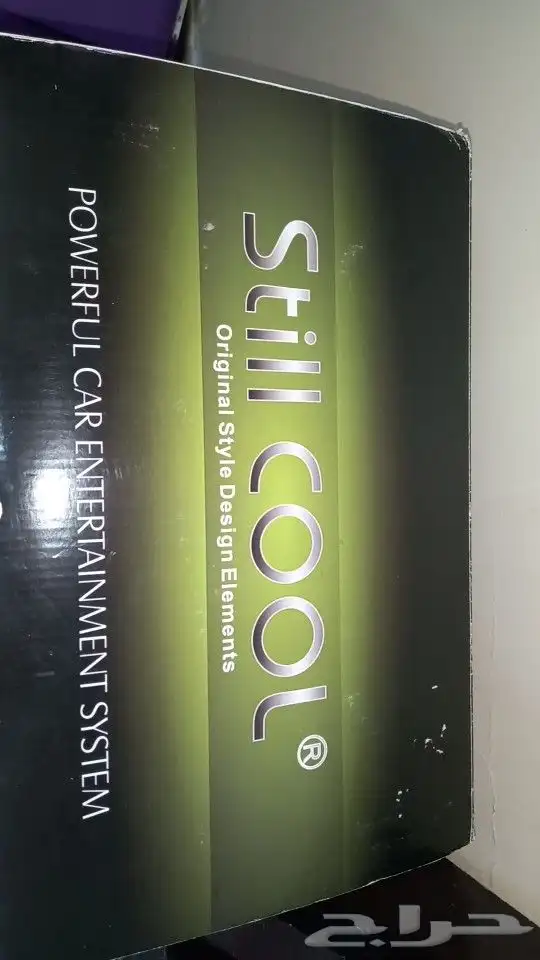 Still COOL®
Original Style Design Elements
POWERFUL CAR ENTERTAINMENT SYSTEM
حراج